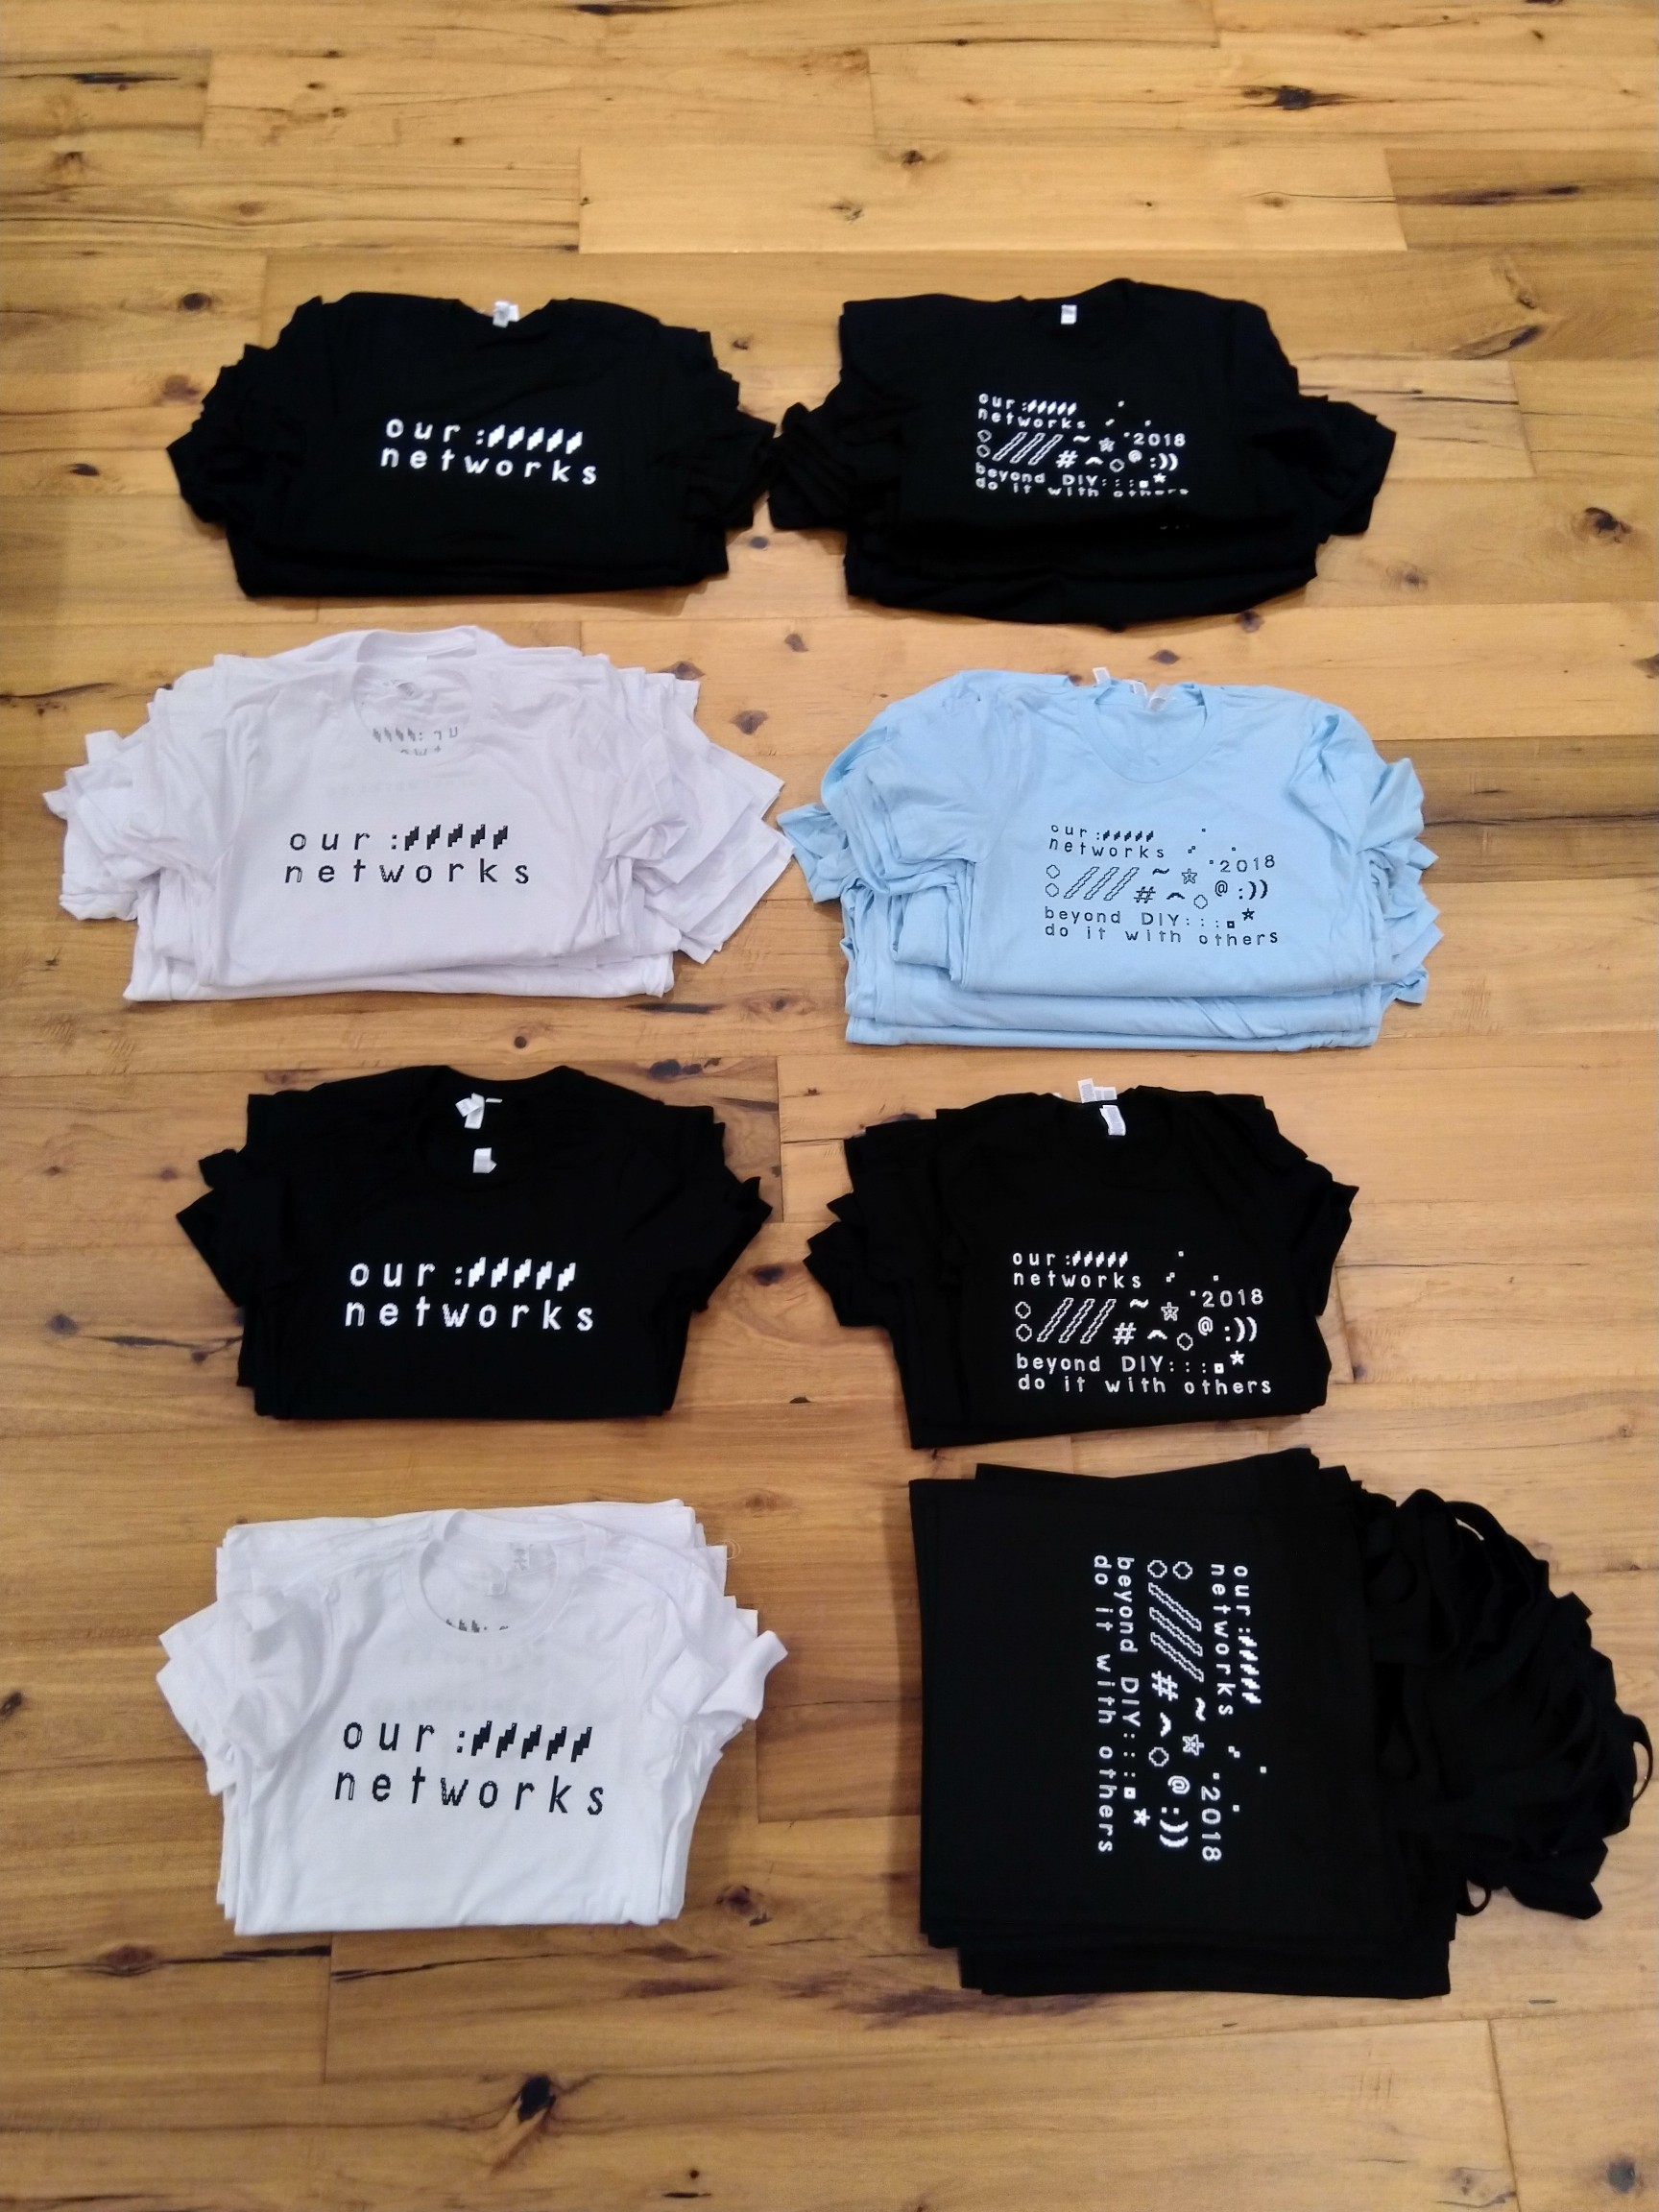 our :
networks
our :
networks
2018
# ~ ^ @ :))
beyond DIY::: *
do it with others
our :
networks
our :
networks
2018
# ~ ^ @ :))
beyond DIY::: *
do it with others
our :
networks
our :
networks
2018
# ~ ^ @ :))
beyond DIY::: *
do it with others
our :
networks
our :
networks
2018
# ~ ^ @ :))
beyond DIY::: *
do it with others